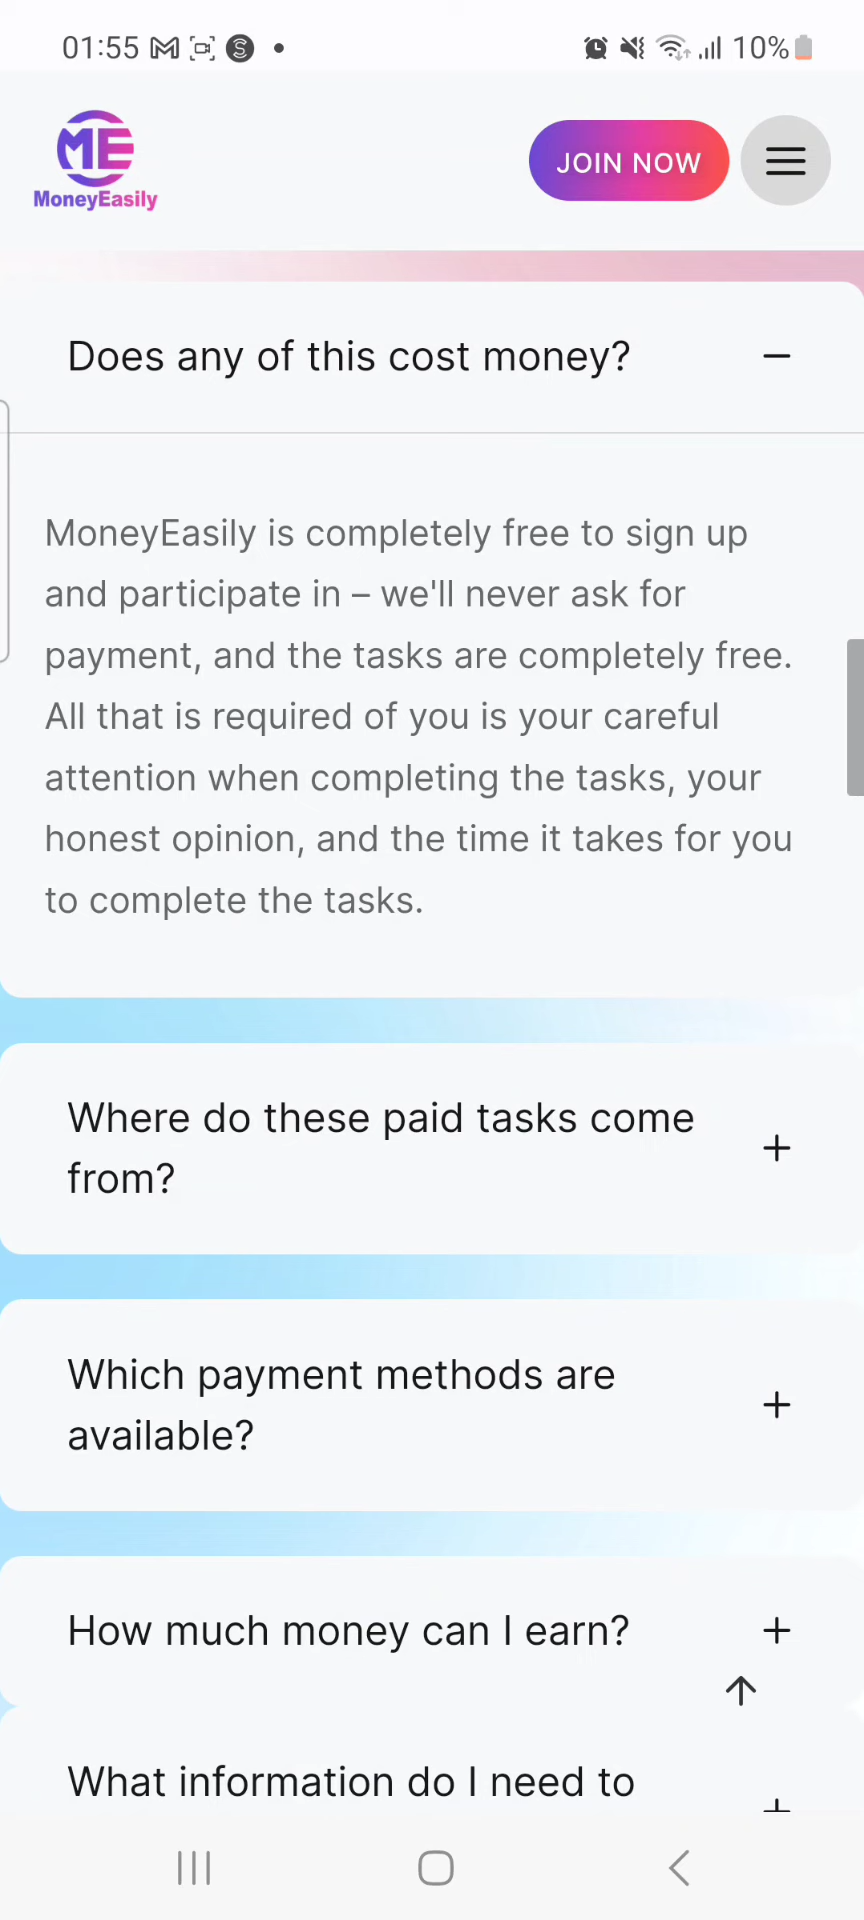 01:55
10%
ME
MoneyEasily
JOIN NOW
Does any of this cost money?
MoneyEasily is completely free to sign up
and participate in – we'll never ask for
payment, and the tasks are completely free.
All that is required of you is your careful
attention when completing the tasks, your
honest opinion, and the time it takes for you
to complete the tasks.
Where do these paid tasks come
from?
Which payment methods are
available?
How much money can I earn?
What information do I need to